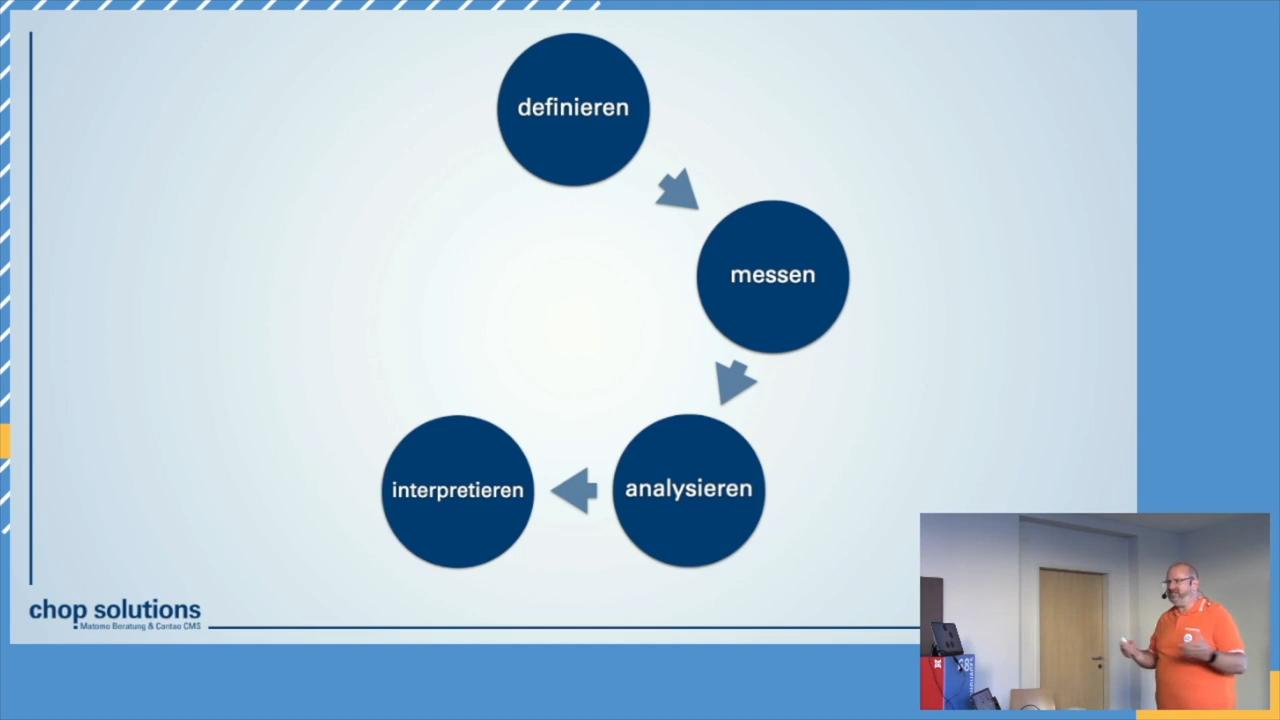 definieren
messen
analysieren
interpretieren
chop solutions
Matomo Beratung & Contao CMS